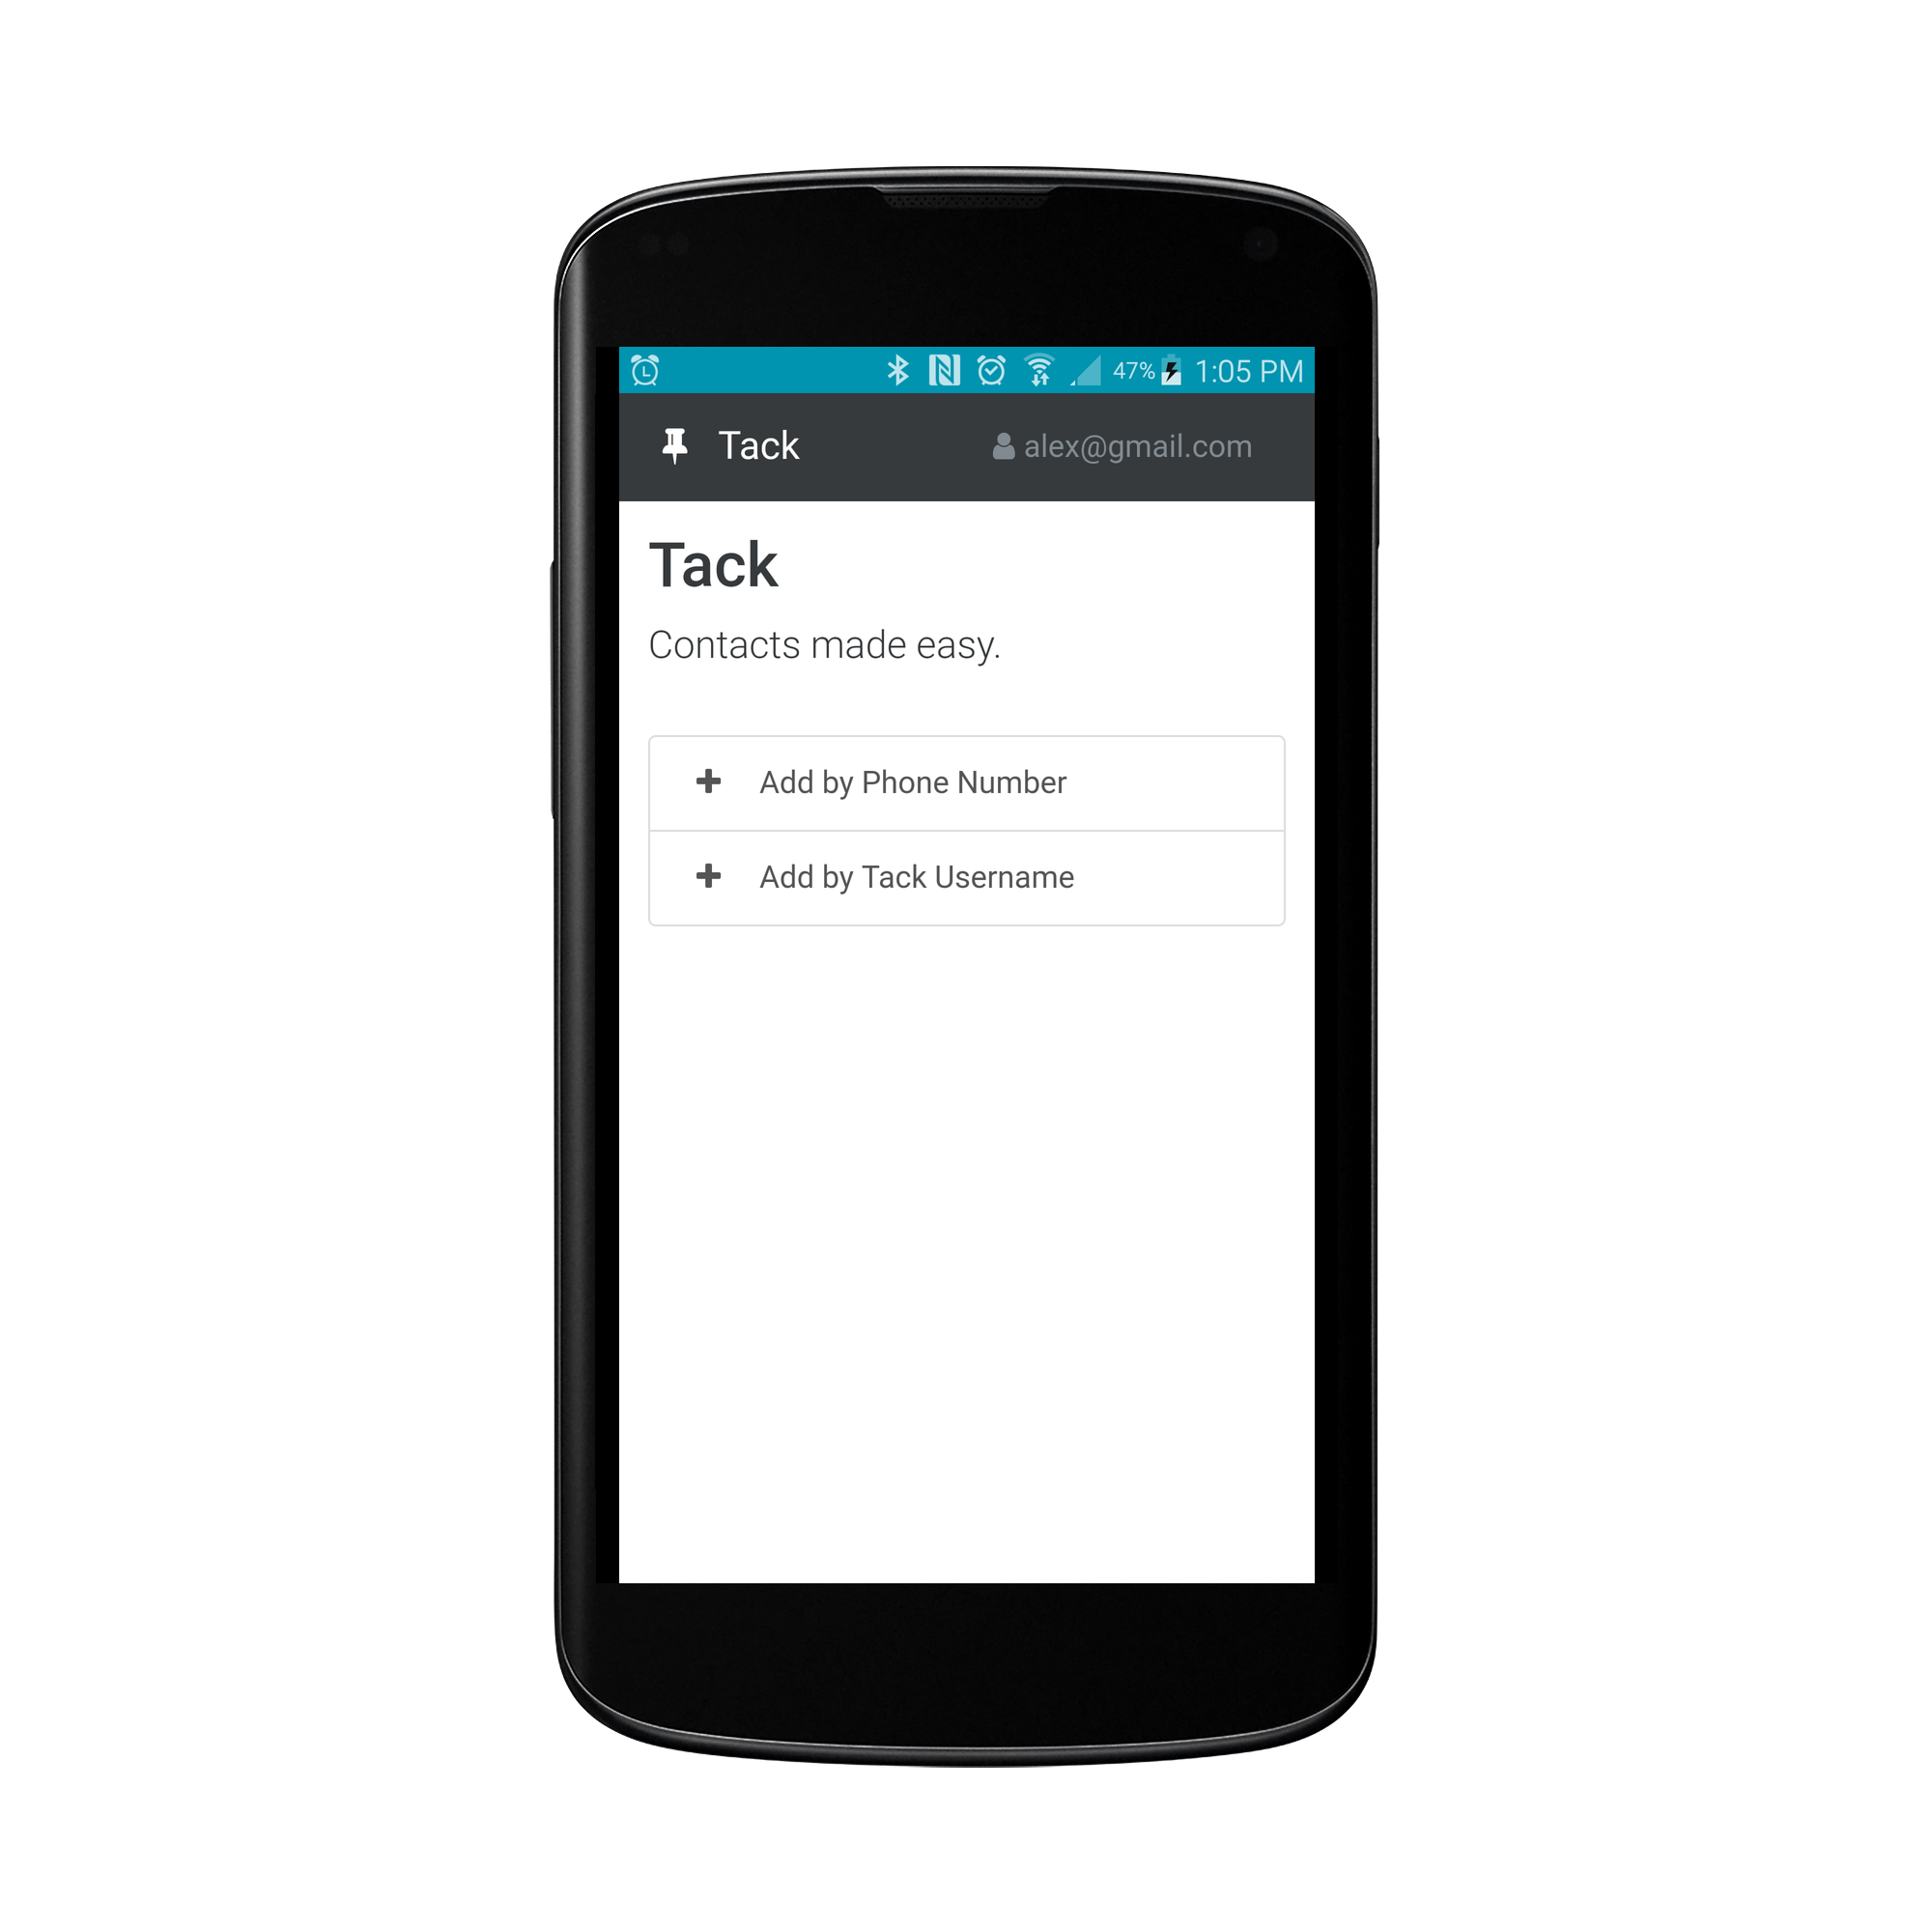 47% 1:05 PM
Tack alex@gmail.com
Tack
Contacts made easy.
Add by Phone Number
Add by Tack Username